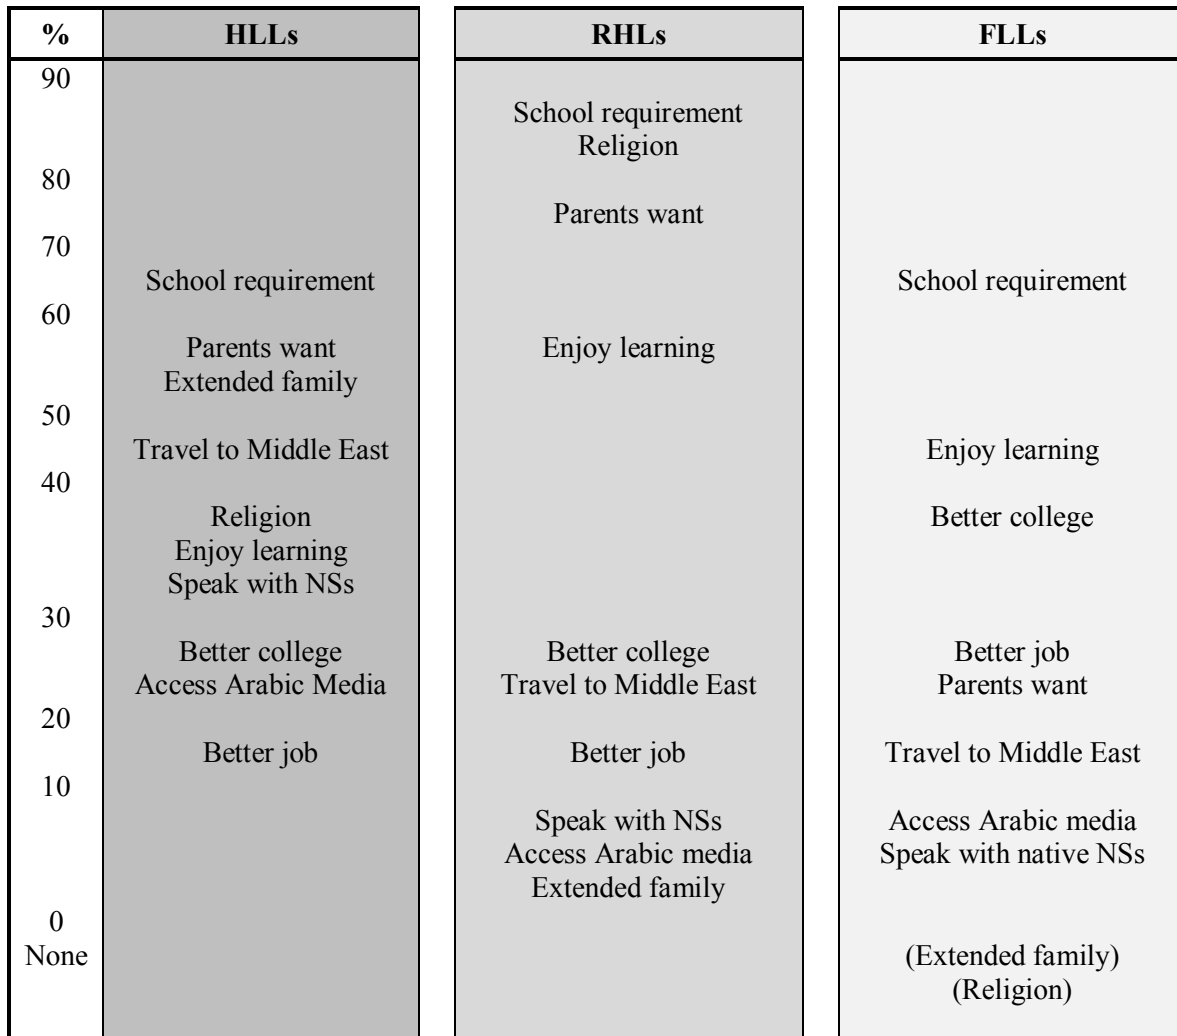 % HLLs RHLs FLLs
90
School requirement
Religion
80
Parents want
70
School requirement School requirement
60
Parents want Enjoy learning
Extended family
50
Travel to Middle East Enjoy learning
40
Religion Better college
Enjoy learning
Speak with NSs
30
Better college Better college Better job
Access Arabic Media Travel to Middle East Parents want
20
Better job Better job Travel to Middle East
10
Speak with NSs Access Arabic media
Access Arabic media Speak with native NSs
Extended family
0
None (Extended family)
(Religion)